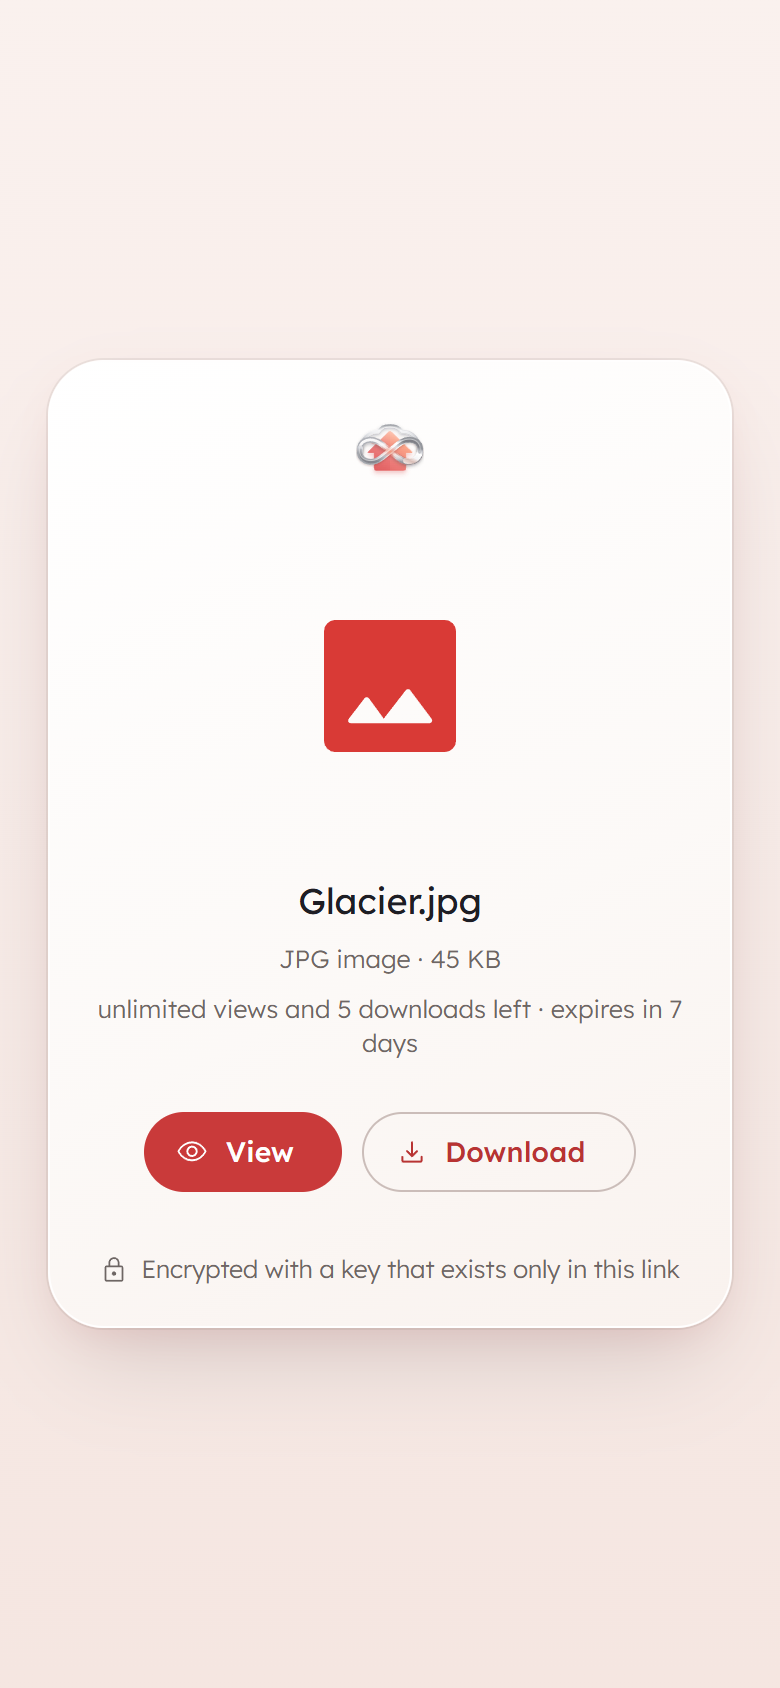 Glacier.jpg
JPG image · 45 KB
unlimited views and 5 downloads left · expires in 7
days
View
Download
Encrypted with a key that exists only in this link